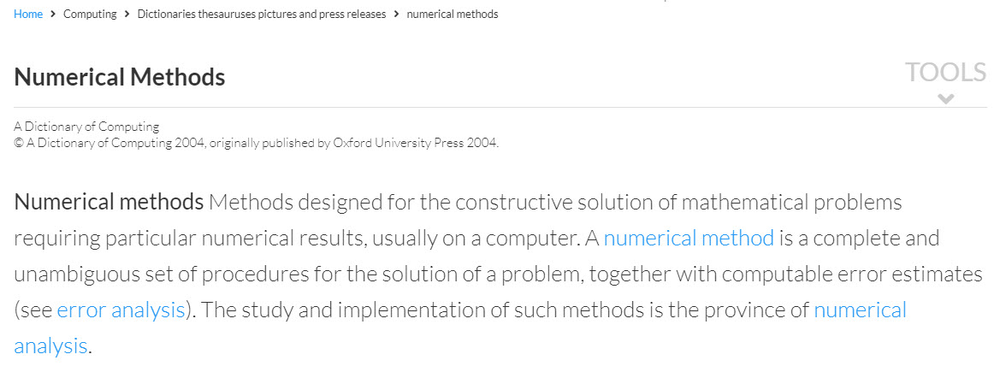 Home > Computing > Dictionaries thesauruses pictures and press releases > numerical methods
Numerical Methods
TOOLS
A Dictionary of Computing
© A Dictionary of Computing 2004, originally published by Oxford University Press 2004.
Numerical methods Methods designed for the constructive solution of mathematical problems
requiring particular numerical results, usually on a computer. A numerical method is a complete and
unambiguous set of procedures for the solution of a problem, together with computable error estimates
(see error analysis). The study and implementation of such methods is the province of numerical
analysis.